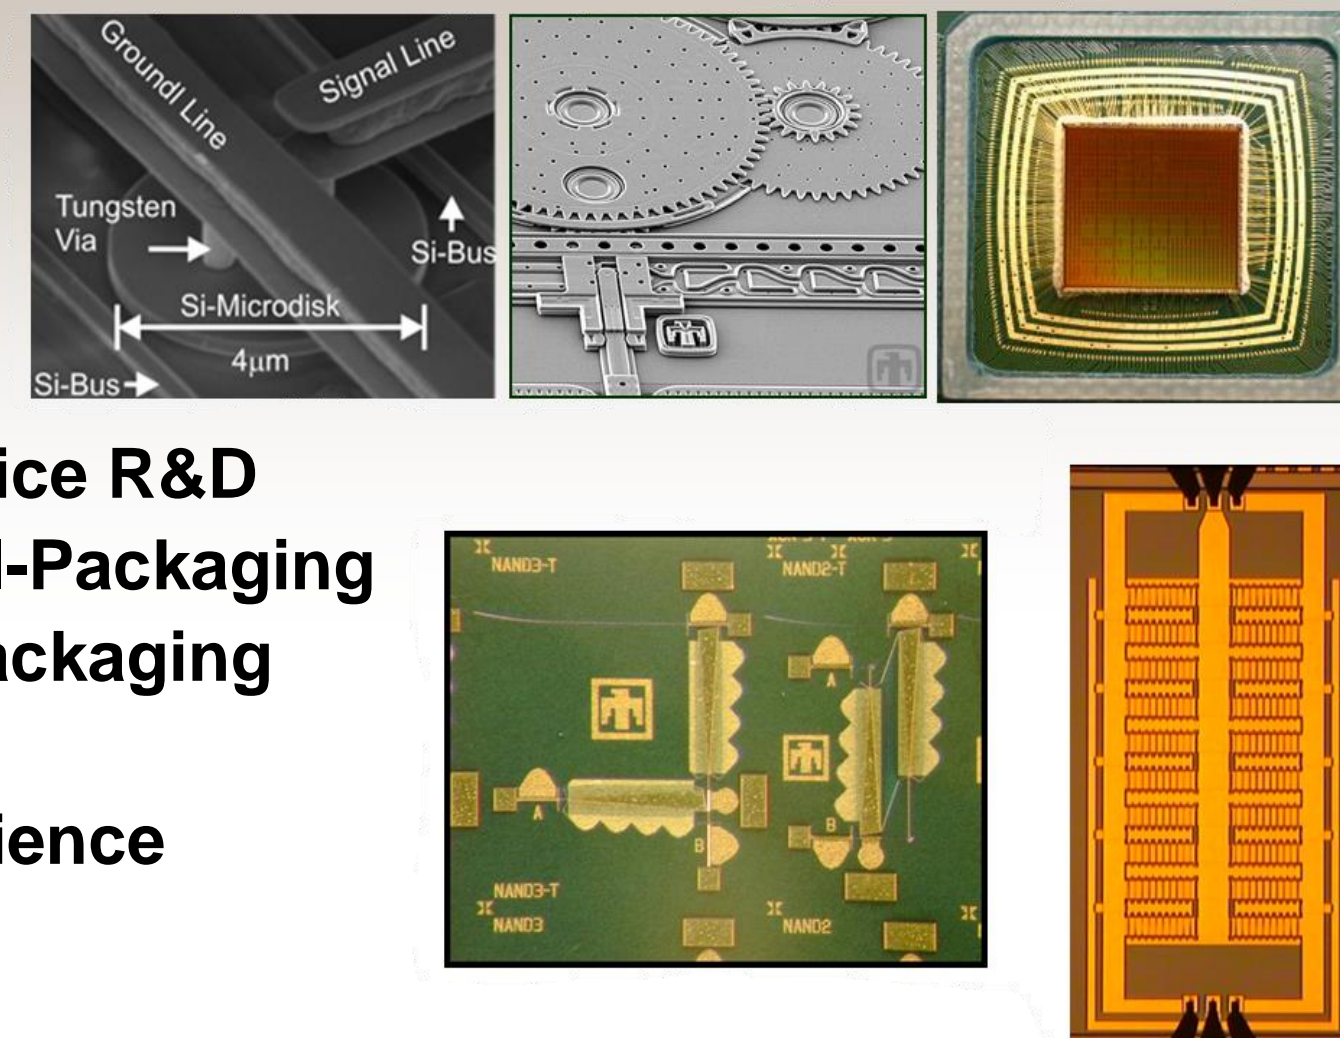 Groundl Line
Signal Line
Tungsten
Via
Si-Bus
Si-Microdisk
4μm
Si-Bus
ice R&D
-Packaging
ackaging
ience
NAND3-T
NAND2-T
A
A
B
B
NAND3-T
NAND3
NAND2